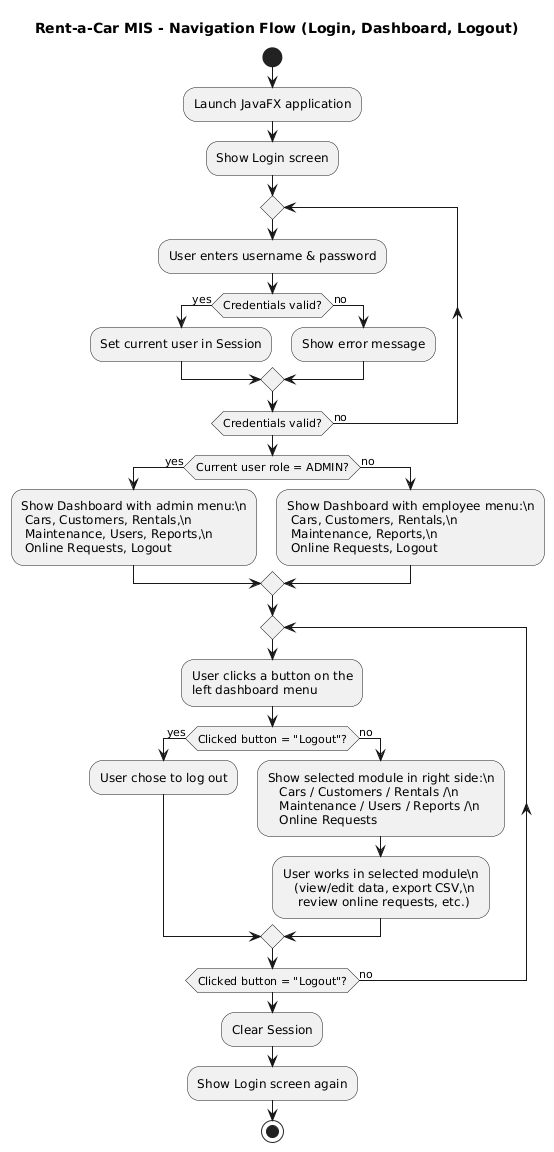 Rent-a-Car MIS - Navigation Flow (Login, Dashboard, Logout)
Launch JavaFX application
Show Login screen
User enters username & password
yes
Credentials valid?
no
Set current user in Session
Show error message
Credentials valid?
no
yes
Current user role = ADMIN?
no
Show Dashboard with admin menu:\n
Cars, Customers, Rentals,\n
Maintenance, Users, Reports,\n
Online Requests, Logout
Show Dashboard with employee menu:\n
Cars, Customers, Rentals,\n
Maintenance, Reports,\n
Online Requests, Logout
User clicks a button on the
left dashboard menu
yes
Clicked button = "Logout"?
no
User chose to log out
Show selected module in right side:\n
Cars / Customers / Rentals /\n
Maintenance / Users / Reports /\n
Online Requests
User works in selected module\n
(view/edit data, export CSV,\n
review online requests, etc.)
Clicked button = "Logout"?
no
Clear Session
Show Login screen again